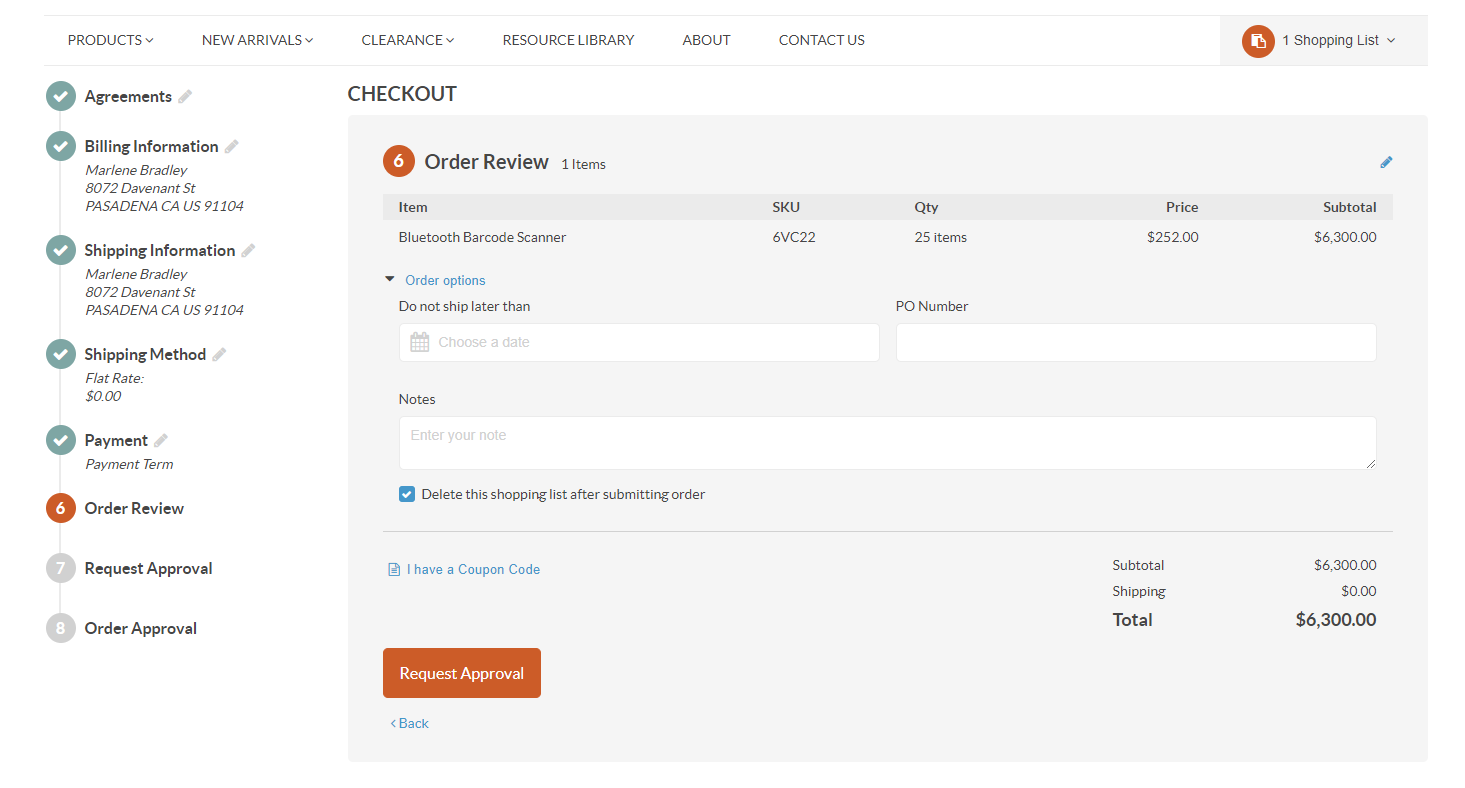 PRODUCTS NEW ARRIVALS CLEARANCE RESOURCE LIBRARY ABOUT CONTACT US 1 Shopping List
Agreements
Billing Information
Marlene Bradley
8072 Davenant St
PASADENA CA US 91104
Shipping Information
Marlene Bradley
8072 Davenant St
PASADENA CA US 91104
Shipping Method
Flat Rate:
$0.00
Payment
Payment Term
6 Order Review
7 Request Approval
8 Order Approval
CHECKOUT
6 Order Review 1 Items
Item SKU Qty Price Subtotal
Bluetooth Barcode Scanner 6VC22 25 items $252.00 $6,300.00
Order options
Do not ship later than PO Number
Choose a date
Notes
Enter your note
Delete this shopping list after submitting order
I have a Coupon Code
Subtotal $6,300.00
Shipping $0.00
Total $6,300.00
Request Approval
Back